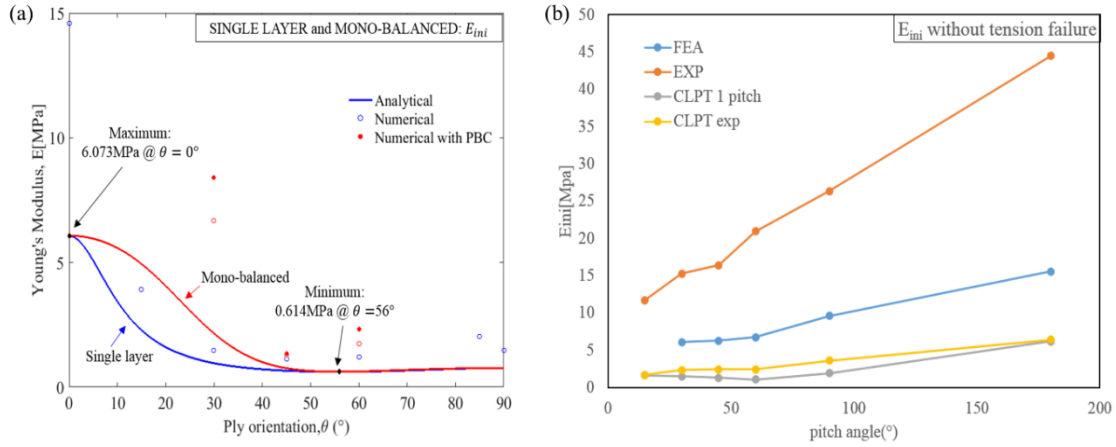 (a)
SINGLE LAYER and MONO-BALANCED: E_ini
Analytical
Numerical
Numerical with PBC
Maximum:
6.073MPa @ θ = 0°
Mono-balanced
Minimum:
0.614MPa @ θ =56°
Single layer
Young's Modulus, E[MPa]
15
10
5
0
0 10 20 30 40 50 60 70 80 90
Ply orientation,θ (°)
(b)
E_ini without tension failure
FEA
EXP
CLPT 1 pitch
CLPT exp
Eini[Mpa]
50
45
40
35
30
25
20
15
10
5
0
0 50 100 150 200
pitch angle(°)